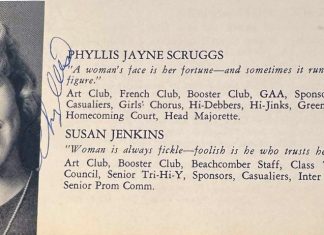 PHYLLIS JAYNE SCRUGGS
"A woman's face is her fortune—and sometimes it run
figure."
Art Club, French Club, Booster Club, GAA, Sponso
Casualiers, Girls' Chorus, Hi-Debbers, Hi-Jinks, Green
Homecoming Court, Head Majorette.
SUSAN JENKINS
"Woman is always fickle—foolish is he who trusts he
Art Club, Booster Club, Beachcomber Staff, Class
Council, Senior Tri-Hi-Y, Sponsors, Casualiers, Inter
Senior Prom Comm.